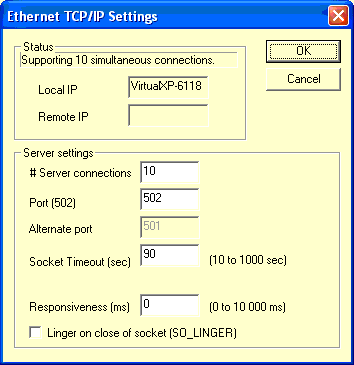 Ethernet TCP/IP Settings
Status
Supporting 10 simultaneous connections.
OK
Cancel
Local IP VirtualXP-6118
Remote IP
Server settings
# Server connections 10
Port (502) 502
Alternate port 501
Socket Timeout (sec) 90 (10 to 1000 sec)
Responsiveness (ms) 0 (0 to 10 000 ms)
Linger on close of socket (SO_LINGER)